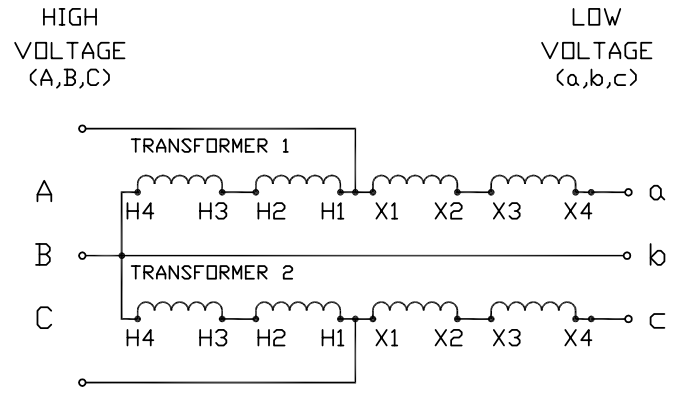 HIGH
VOLTAGE
(A,B,C)
LOW
VOLTAGE
(a,b,c)
TRANSFORMER 1
A
H4 H3 H2 H1 X1 X2 X3 X4
a
B
b
TRANSFORMER 2
C
H4 H3 H2 H1 X1 X2 X3 X4
c